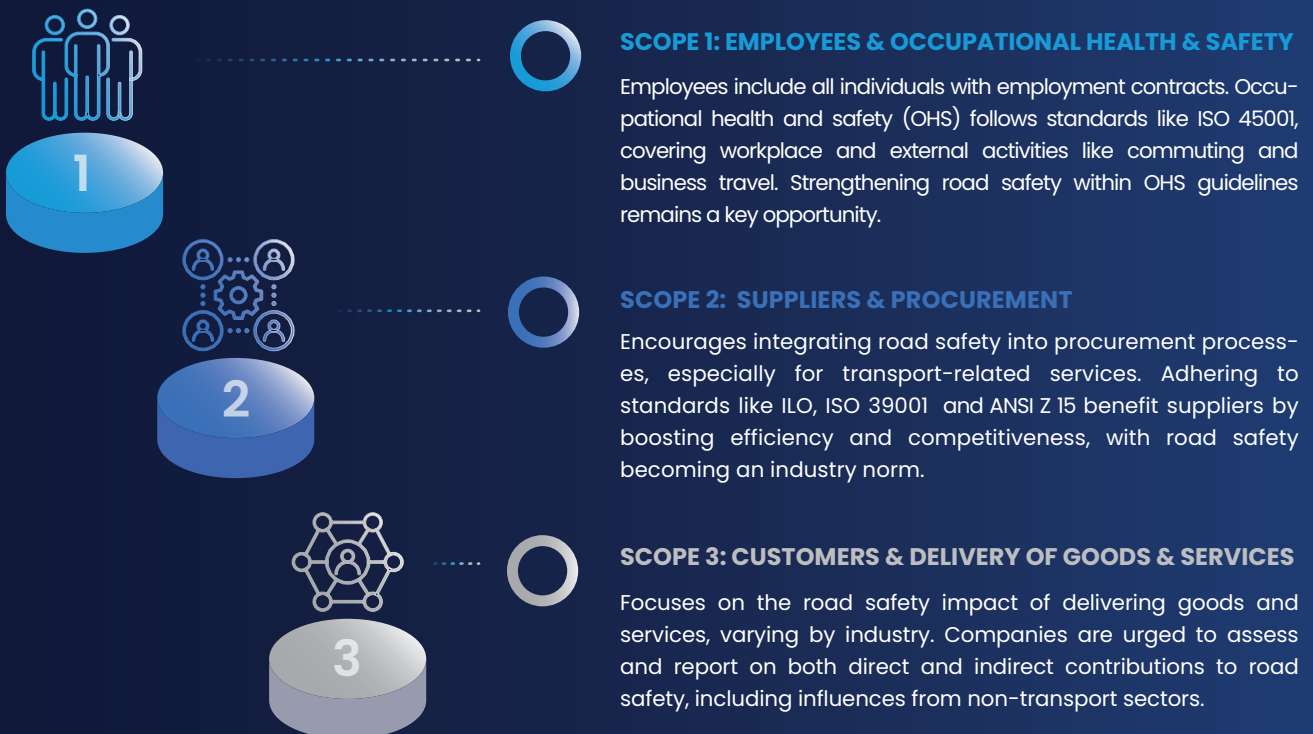 1
SCOPE 1: EMPLOYEES & OCCUPATIONAL HEALTH & SAFETY
Employees include all individuals with employment contracts. Occu-
pational health and safety (OHS) follows standards like ISO 45001,
covering workplace and external activities like commuting and
business travel. Strengthening road safety within OHS guidelines
remains a key opportunity.
2
SCOPE 2: SUPPLIERS & PROCUREMENT
Encourages integrating road safety into procurement process-
es, especially for transport-related services. Adhering to
standards like ILO, ISO 39001 and ANSI Z 15 benefit suppliers by
boosting efficiency and competitiveness, with road safety
becoming an industry norm.
3
SCOPE 3: CUSTOMERS & DELIVERY OF GOODS & SERVICES
Focuses on the road safety impact of delivering goods and
services, varying by industry. Companies are urged to assess
and report on both direct and indirect contributions to road
safety, including influences from non-transport sectors.